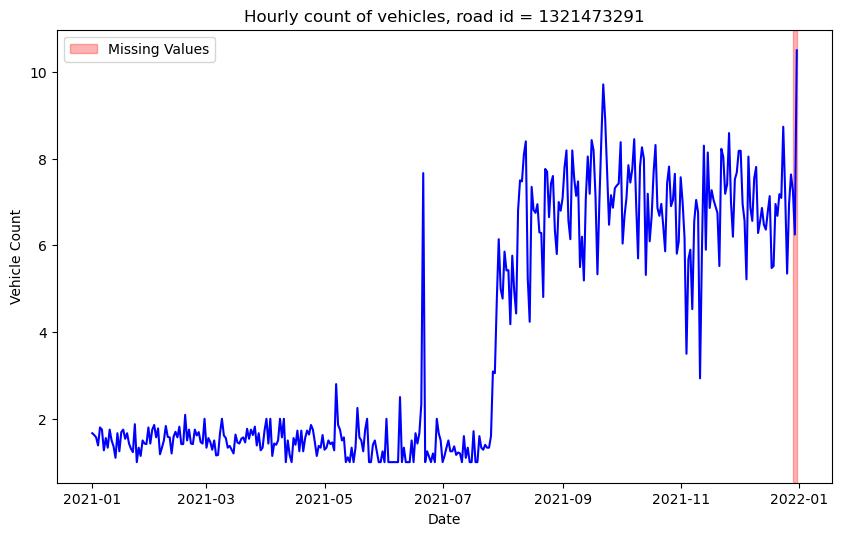 Hourly count of vehicles, road id = 1321473291
Missing Values
10
8
6
4
2
Vehicle Count
2021-01 2021-03 2021-05 2021-07 2021-09 2021-11 2022-01
Date